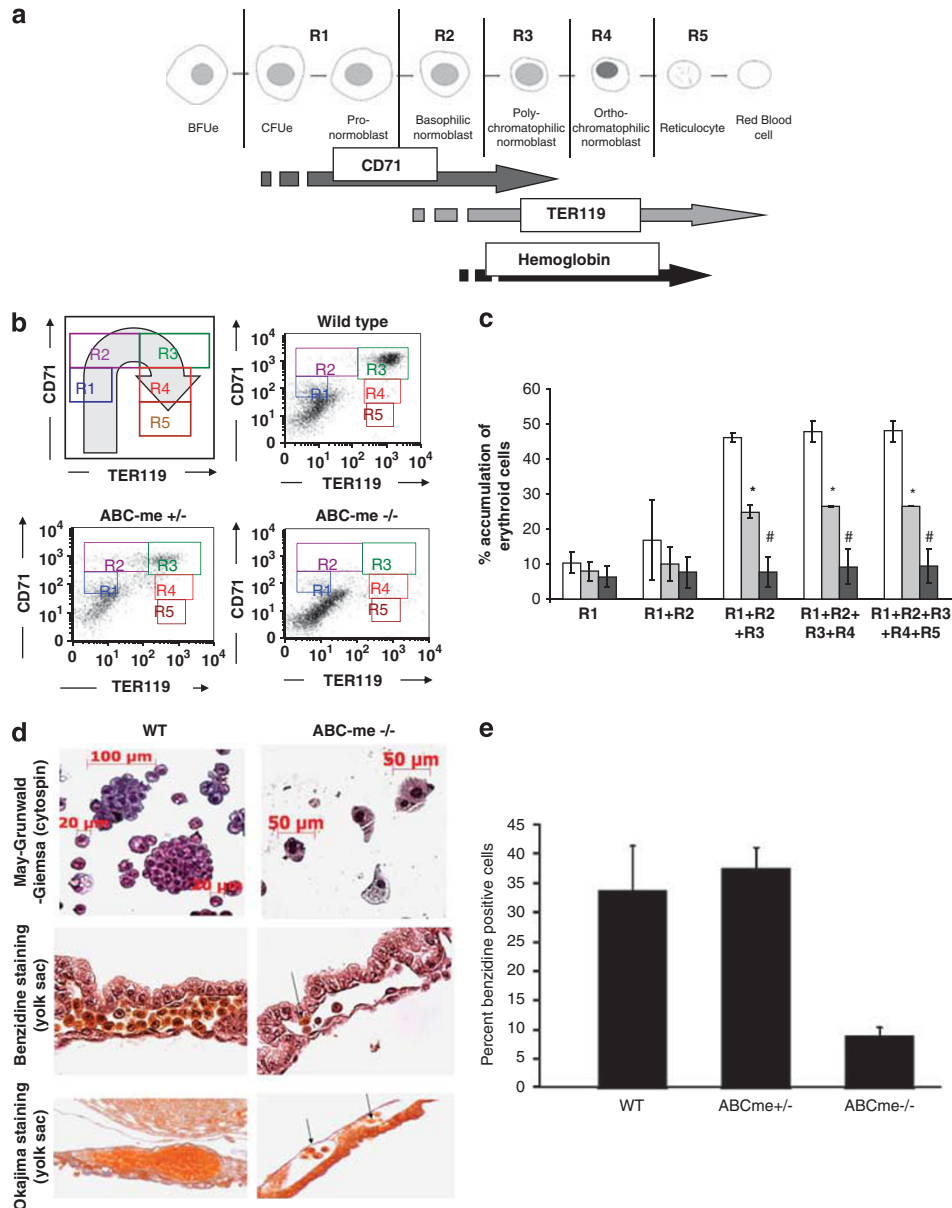 a
R1 R2 R3 R4 R5
BFUe
CFUe
Pro-
normoblast
Basophilic
normoblast
Poly-
chromatophilic
normoblast
Ortho-
chromatophilic
normoblast
Reticulocyte
Red Blood
cell
CD71
TER119
Hemoglobin
b
CD71
R2 R3
R1 R4
R5
TER119
Wild type
CD71
10⁴
10³
10²
10¹
0
R2 R3
R1 R4
R5
0 10¹ 10² 10³ 10⁴
TER119
ABC-me +/-
CD71
10⁴
10³
10²
10¹
0
R2 R3
R1 R4
R5
0 10¹ 10² 10³ 10⁴
TER119
ABC-me -/-
CD71
10⁴
10³
10²
10¹
0
R2 R3
R1 R4
R5
0 10¹ 10² 10³ 10⁴
TER119
c
% accumulation of
erythroid cells
60
50
40
30
20
10
0
* * *
# # #
R1
R1+R2
R1+R2
+R3
R1+R2+
R3+R4
R1+R2+R3
+R4+R5
d
WT ABC-me -/-
May-Grunwald
-Giemsa (cytospin)
100 µm
20 µm
20 µm
50 µm
50 µm
Benzidine staining
(yolk sac)
Okajima staining
(yolk sac)
e
Percent benzidine positive cells
45
40
35
30
25
20
15
10
5
0
WT ABCme+/- ABCme-/-